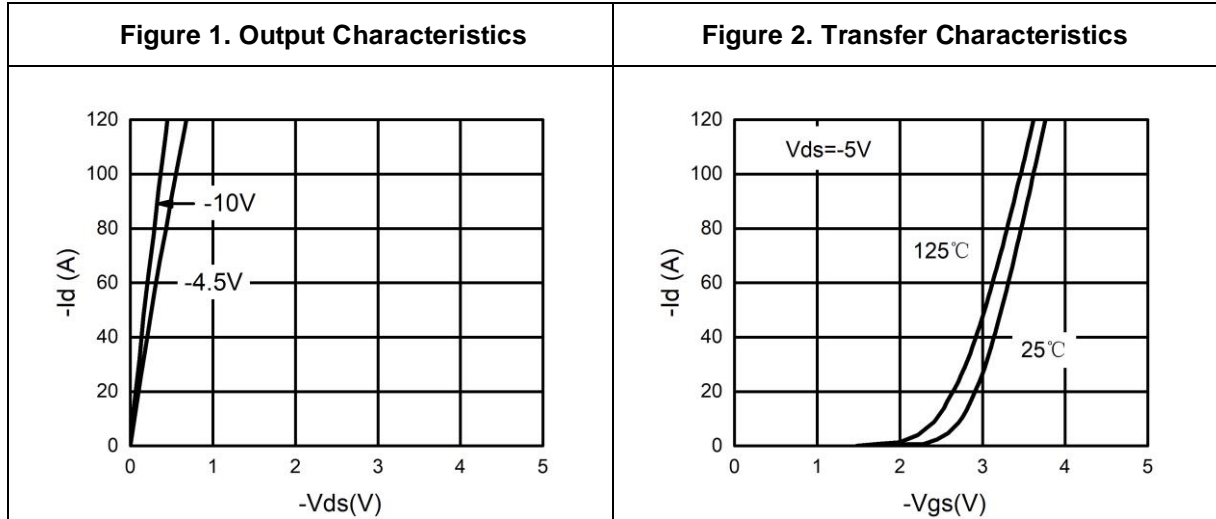 Figure 1. Output Characteristics
120
100
80
60
40
20
0
-Id (A)
-10V
-4.5V
0 1 2 3 4 5
-Vds(V)
Figure 2. Transfer Characteristics
120
100
80
60
40
20
0
-Id (A)
Vds=-5V
125℃
25℃
0 1 2 3 4 5
-Vgs(V)